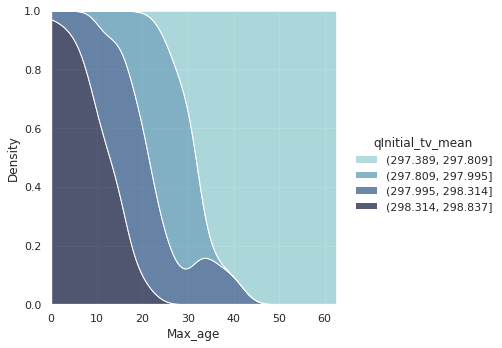 1.0
0.8
0.6
0.4
0.2
0.0
Density
0 10 20 30 40 50 60
Max_age
qInitial_tv_mean
(297.389, 297.809]
(297.809, 297.995]
(297.995, 298.314]
(298.314, 298.837]